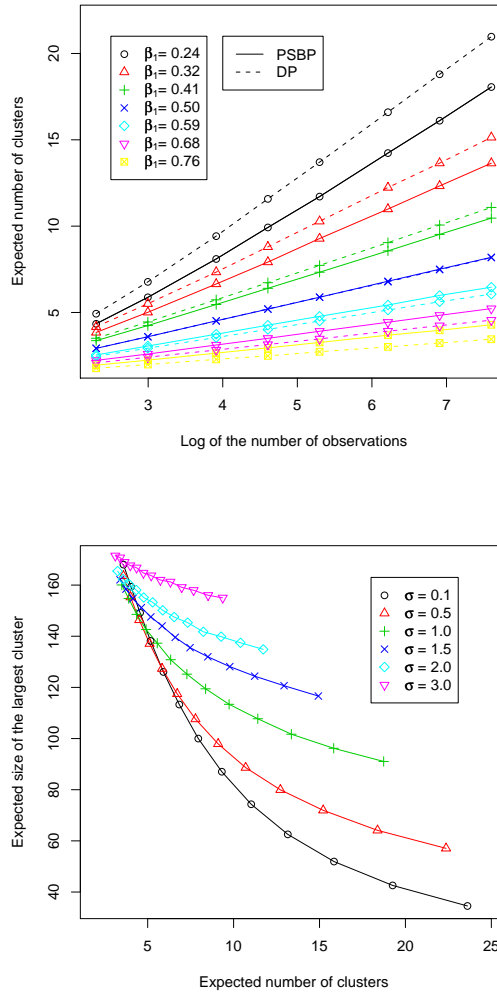 β₁= 0.24
β₁= 0.32
β₁= 0.41
β₁= 0.50
β₁= 0.59
β₁= 0.68
β₁= 0.76
PSBP
DP
Expected number of clusters
5
10
15
20
3
4
5
6
7
Log of the number of observations
σ = 0.1
σ = 0.5
σ = 1.0
σ = 1.5
σ = 2.0
σ = 3.0
Expected size of the largest cluster
40
60
80
100
120
140
160
5
10
15
20
25
Expected number of clusters